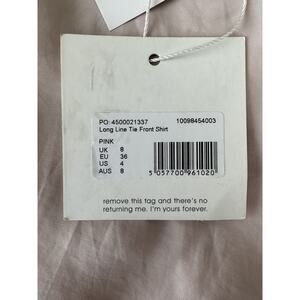 PO: 4500021337 10098454003
Long Line Tie Front Shirt
PINK
UK 8
EU 36
US 4
AUS 8
5 057700 961020
remove this tag and there's no
returning me. I'm yours forever.